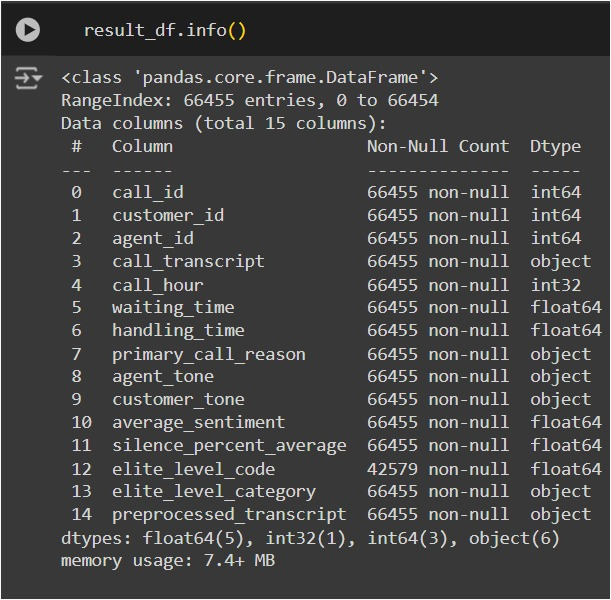 result_df.info()
<class 'pandas.core.frame.DataFrame'>
RangeIndex: 66455 entries, 0 to 66454
Data columns (total 15 columns):
 #   Column                   Non-Null Count  Dtype
---  ------                   --------------  -----
 0   call_id                  66455 non-null  int64
 1   customer_id              66455 non-null  int64
 2   agent_id                 66455 non-null  int64
 3   call_transcript          66455 non-null  object
 4   call_hour                66455 non-null  int32
 5   waiting_time             66455 non-null  float64
 6   handling_time            66455 non-null  float64
 7   primary_call_reason      66455 non-null  object
 8   agent_tone               66455 non-null  object
 9   customer_tone            66455 non-null  object
 10  average_sentiment        66455 non-null  float64
 11  silence_percent_average  66455 non-null  float64
 12  elite_level_code         42579 non-null  float64
 13  elite_level_category     66455 non-null  object
 14  preprocessed_transcript  66455 non-null  object
dtypes: float64(5), int32(1), int64(3), object(6)
memory usage: 7.4+ MB